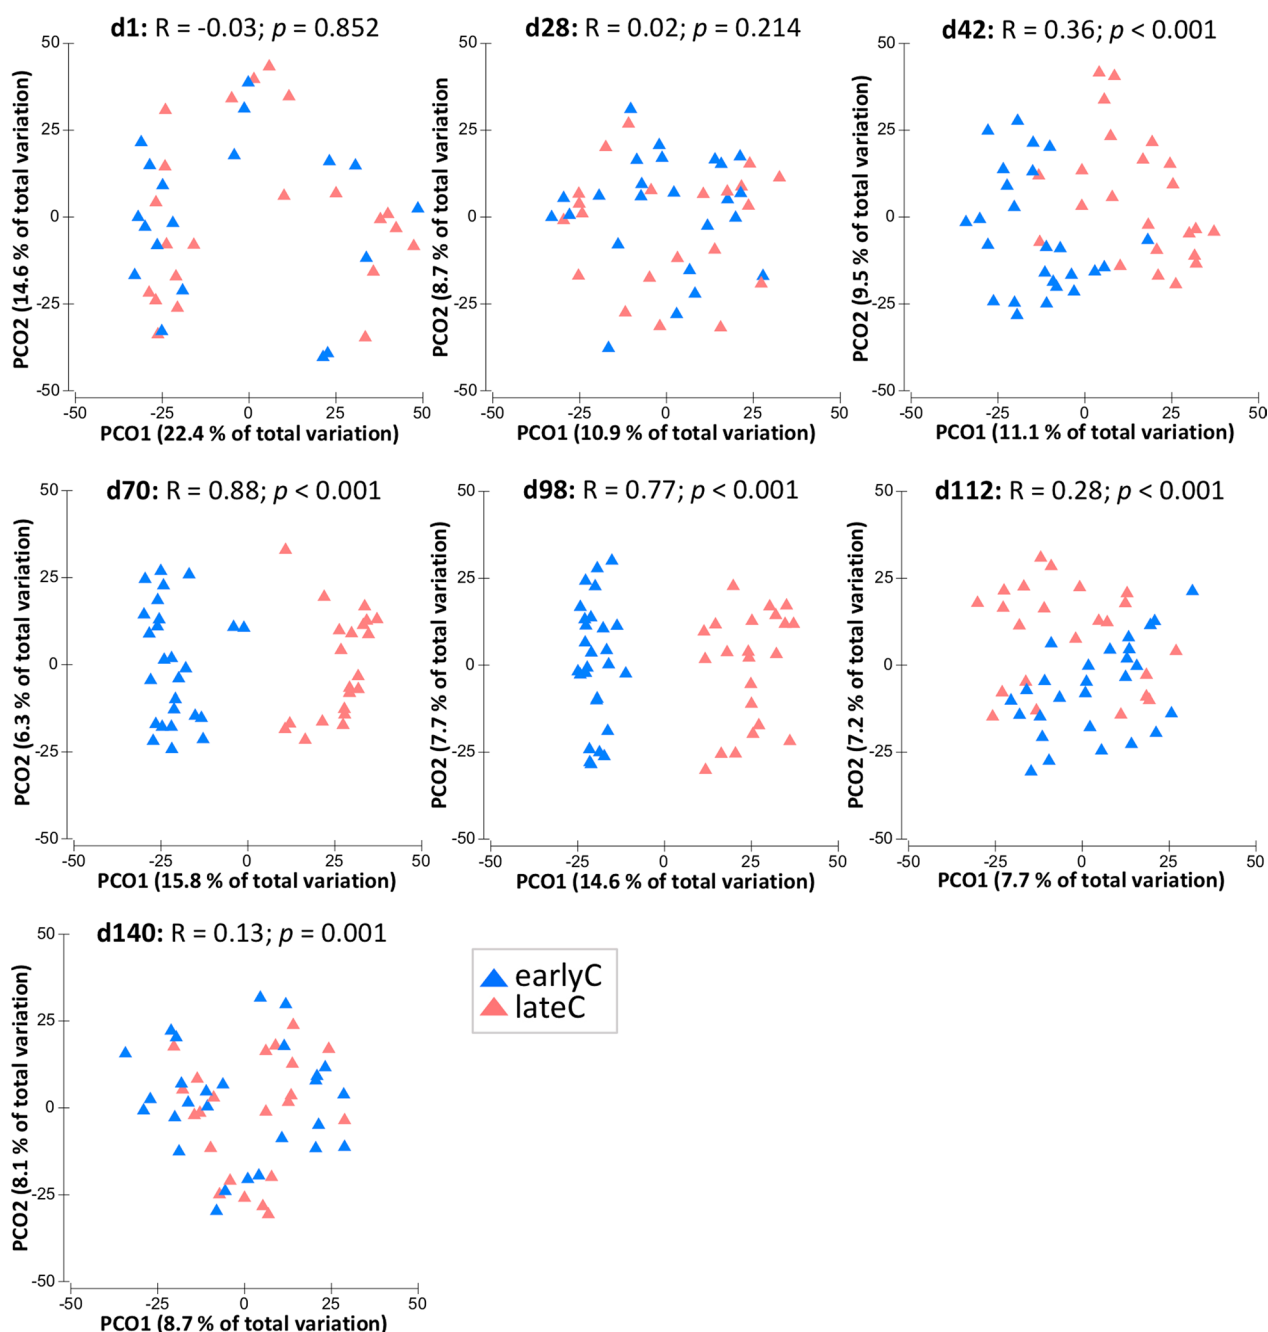 d1: R = -0.03; p = 0.852
50
25
0
-25
-50
PCO2 (14.6 % of total variation)
-50 -25 0 25 50
PCO1 (22.4 % of total variation)
d28: R = 0.02; p = 0.214
50
25
0
-25
-50
PCO2 (8.7 % of total variation
-50 -25 0 25 50
PCO1 (10.9 % of total variation)
d42: R = 0.36; p < 0.001
50
25
0
-25
-50
PCO2 (9.5 % of total variation)
-50 -25 0 25 50
PCO1 (11.1 % of total variation)
d70: R = 0.88; p < 0.001
50
25
0
-25
-50
PCO2 (6.3 % of total variation)
-50 -25 0 25 50
PCO1 (15.8 % of total variation)
d98: R = 0.77; p < 0.001
50
25
0
-25
-50
PCO2 (7.7 % of total variation)
-50 -25 0 25 50
PCO1 (14.6 % of total variation)
d112: R = 0.28; p < 0.001
50
25
0
-25
-50
PCO2 (7.2 % of total variation)
-50 -25 0 25 50
PCO1 (7.7 % of total variation)
d140: R = 0.13; p = 0.001
50
25
0
-25
-50
PCO2 (8.1 % of total variation)
-50 -25 0 25 50
PCO1 (8.7 % of total variation)
earlyC
lateC